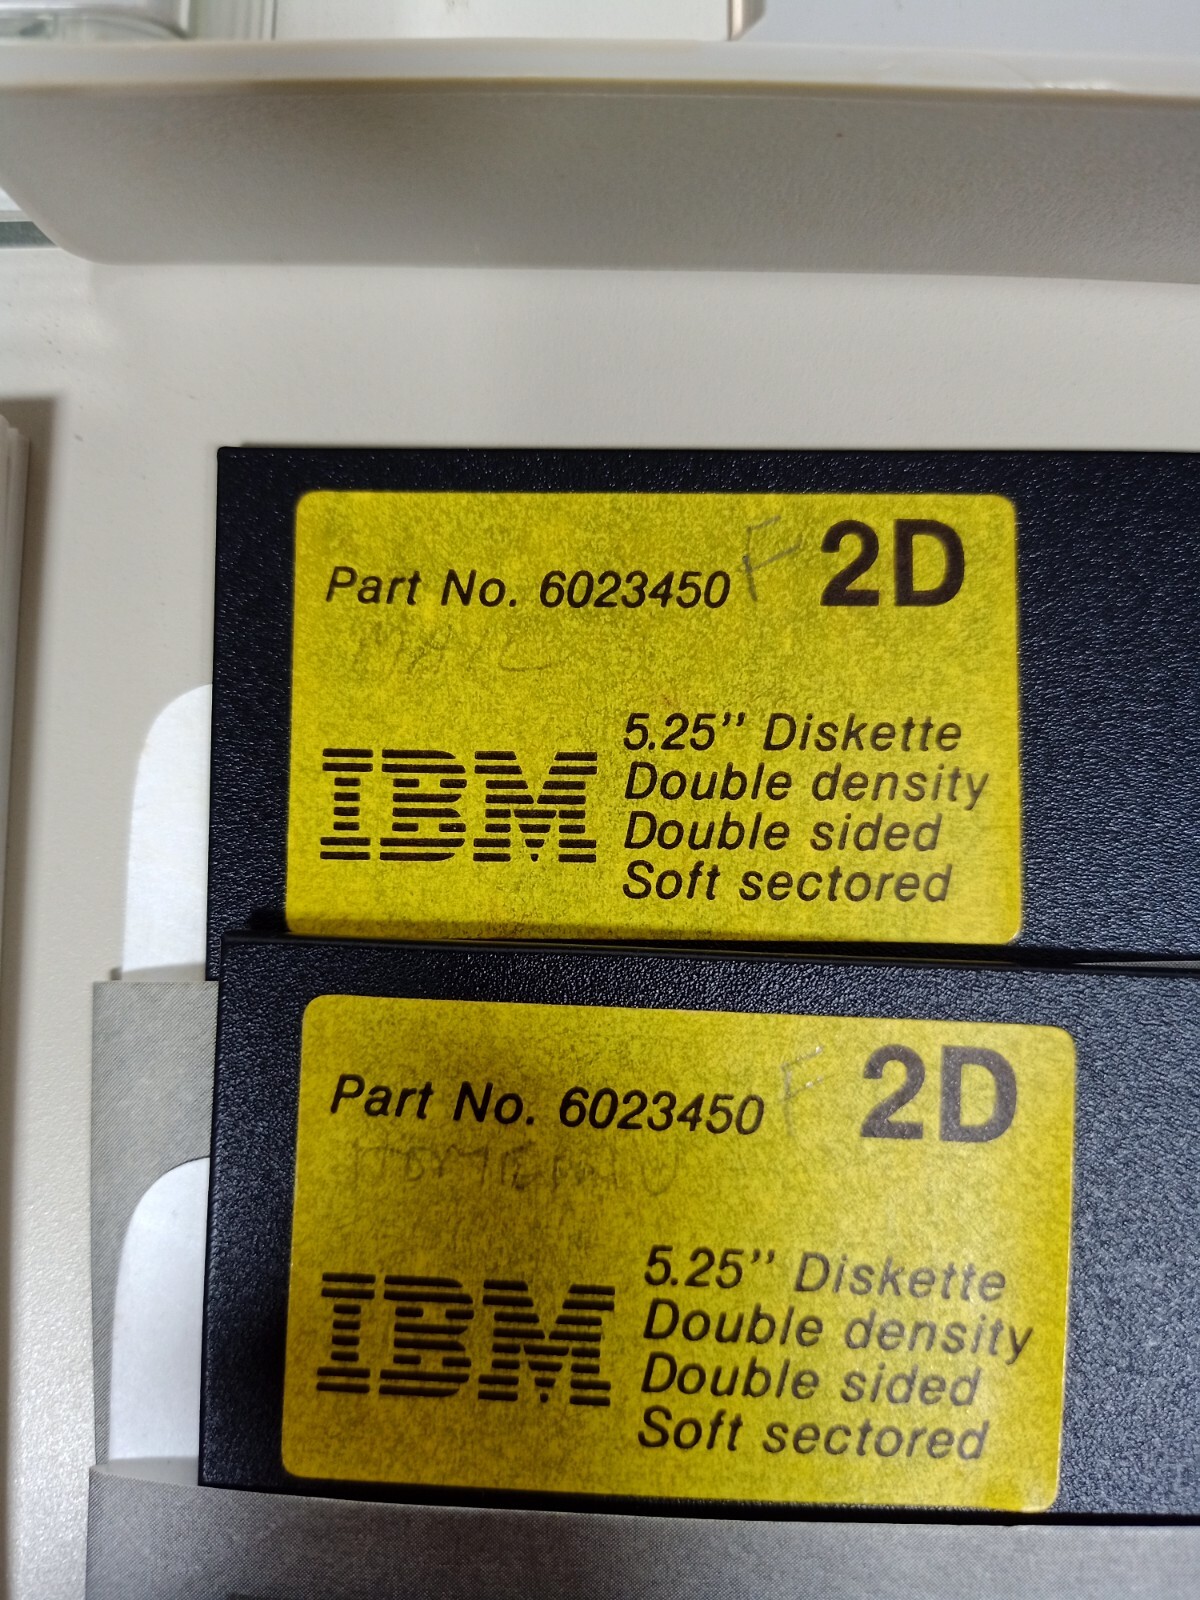 Part No. 6023450 F 2D
IBM
5.25” Diskette
Double density
Double sided
Soft sectored
Part No. 6023450 F 2D
IBM
5.25” Diskette
Double density
Double sided
Soft sectored